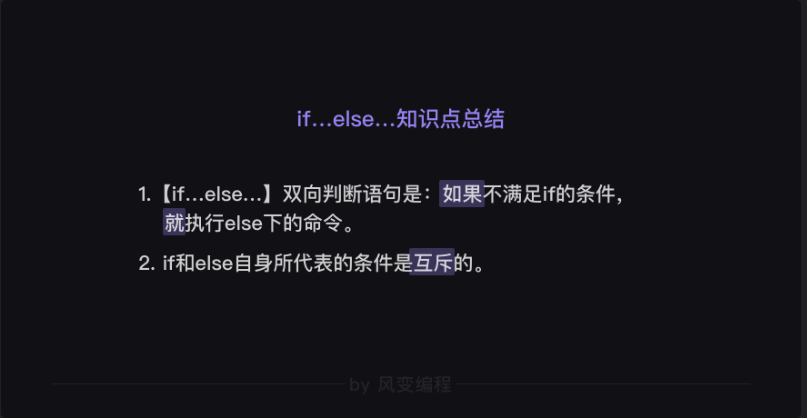 if...else...知识点总结
1.【if...else...】双向判断语句是：如果不满足if的条件，
就执行else下的命令。
2. if和else自身所代表的条件是互斥的。
by 风变编程